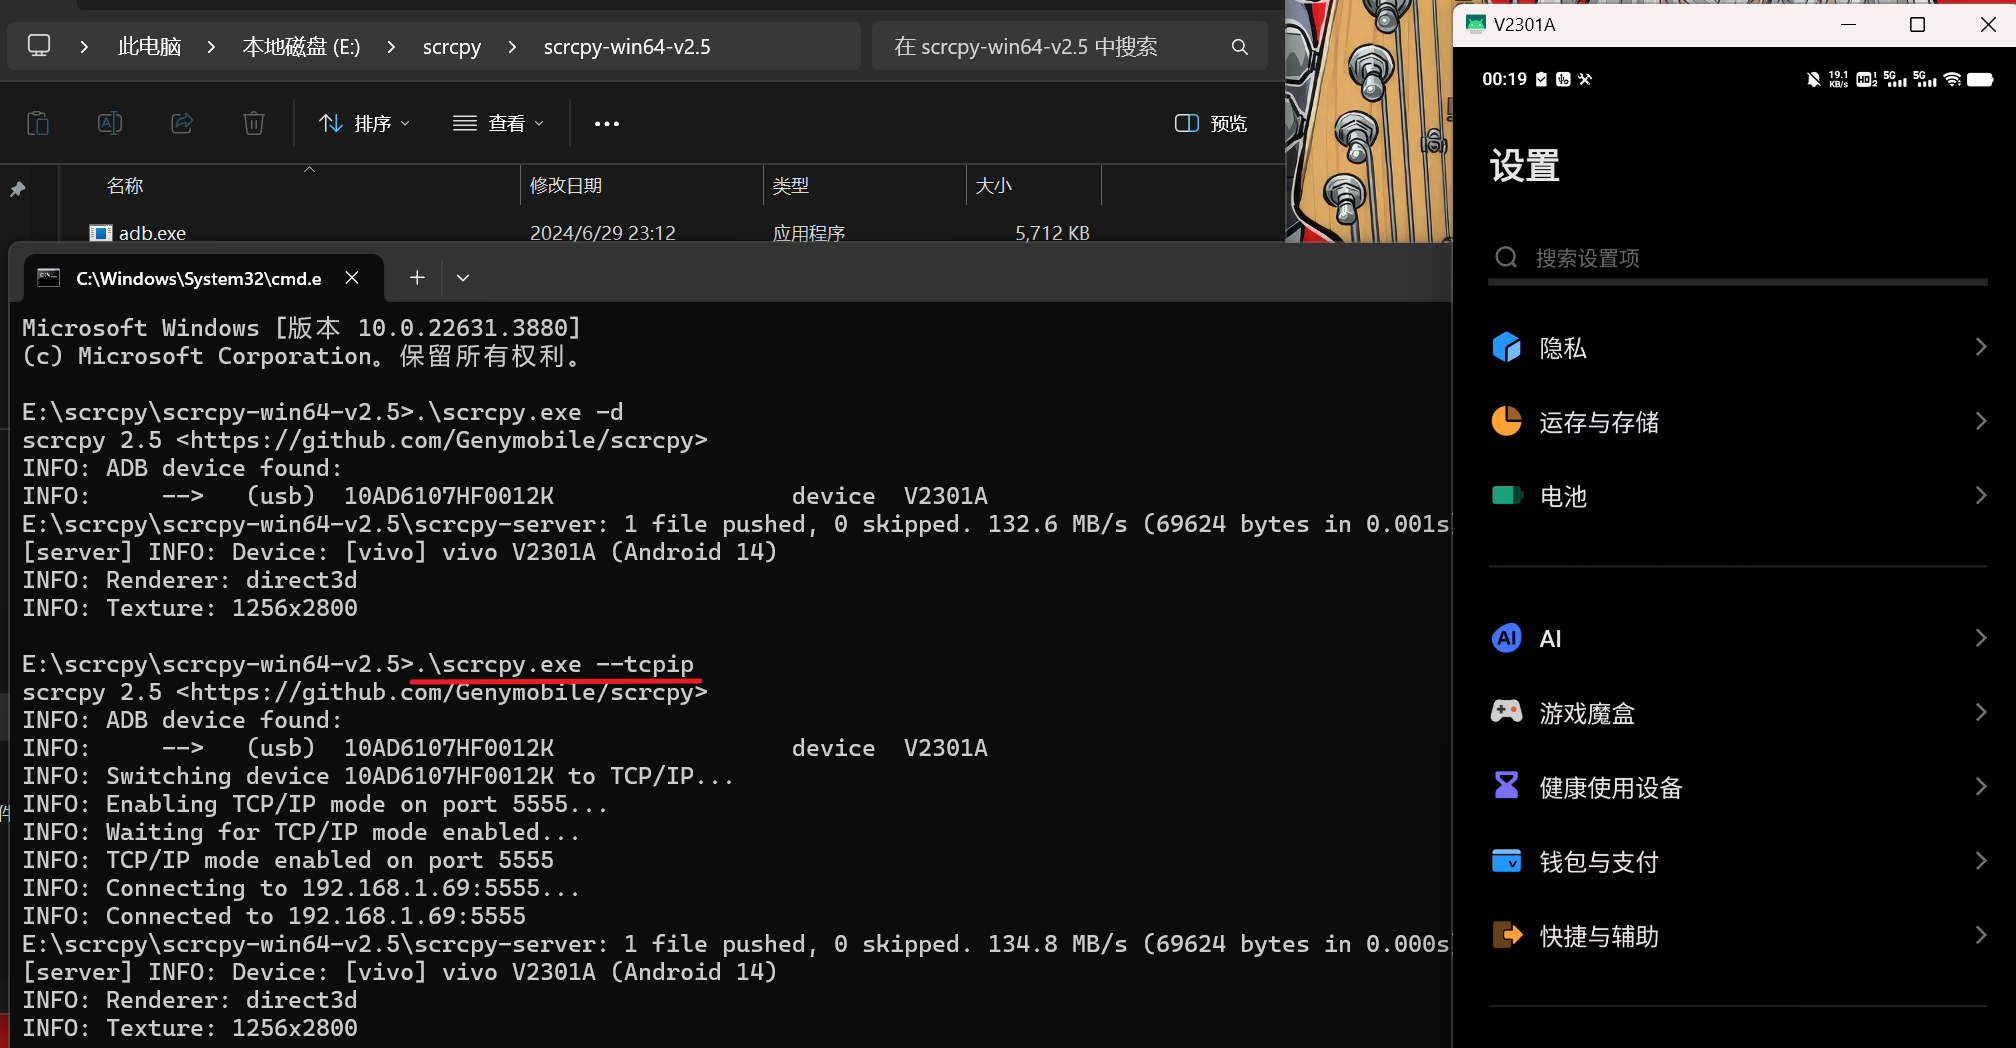 此电脑 本地磁盘 (E:) scrcpy scrcpy-win64-v2.5 在 scrcpy-win64-v2.5 中搜索
排序 查看 预览
名称 修改日期 类型 大小
adb.exe 2024/6/29 23:12 应用程序 5,712 KB
C:\Windows\System32\cmd.e
Microsoft Windows [版本 10.0.22631.3880]
(c) Microsoft Corporation。保留所有权利。
E:\scrcpy\scrcpy-win64-v2.5>.\scrcpy.exe -d
scrcpy 2.5 <https://github.com/Genymobile/scrcpy>
INFO: ADB device found:
INFO:     -->   (usb)  10AD6107HF0012K                 device  V2301A
E:\scrcpy\scrcpy-win64-v2.5\scrcpy-server: 1 file pushed, 0 skipped. 132.6 MB/s (69624 bytes in 0.001s
[server] INFO: Device: [vivo] vivo V2301A (Android 14)
INFO: Renderer: direct3d
INFO: Texture: 1256x2800
E:\scrcpy\scrcpy-win64-v2.5>.\scrcpy.exe --tcpip
scrcpy 2.5 <https://github.com/Genymobile/scrcpy>
INFO: ADB device found:
INFO:     -->   (usb)  10AD6107HF0012K                 device  V2301A
INFO: Switching device 10AD6107HF0012K to TCP/IP...
INFO: Enabling TCP/IP mode on port 5555...
INFO: Waiting for TCP/IP mode enabled...
INFO: TCP/IP mode enabled on port 5555
INFO: Connecting to 192.168.1.69:5555...
INFO: Connected to 192.168.1.69:5555
E:\scrcpy\scrcpy-win64-v2.5\scrcpy-server: 1 file pushed, 0 skipped. 134.8 MB/s (69624 bytes in 0.000s
[server] INFO: Device: [vivo] vivo V2301A (Android 14)
INFO: Renderer: direct3d
INFO: Texture: 1256x2800
件
V2301A
00:19 19.1 KB/s HD 1 2 5G 5G
设置
搜索设置项
隐私
运存与存储
电池
AI AI
游戏魔盒
健康使用设备
钱包与支付
快捷与辅助